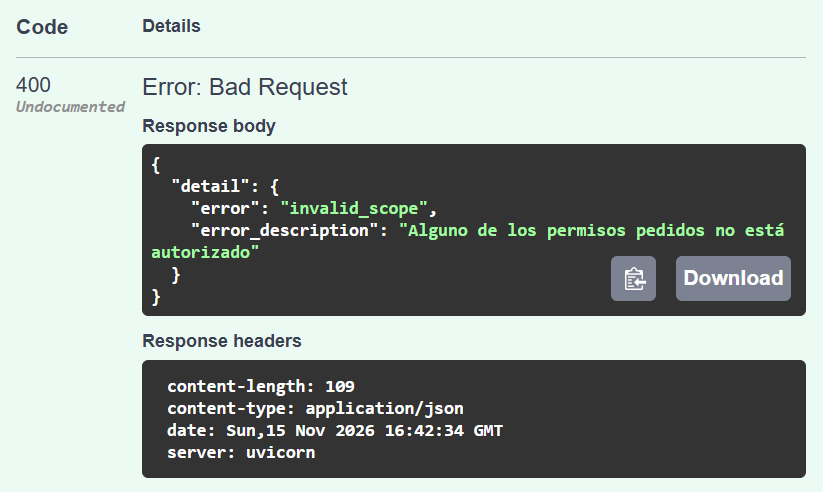 Code Details
400 Error: Bad Request
Undocumented
Response body
{
"detail": {
"error": "invalid_scope",
"error_description": "Alguno de los permisos pedidos no está
autorizado"
}
}
Download
Response headers
content-length: 109
content-type: application/json
date: Sun,15 Nov 2026 16:42:34 GMT
server: uvicorn